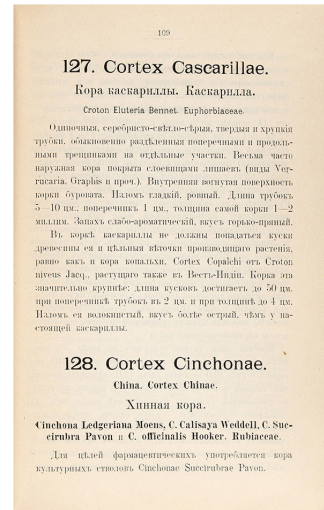 109
127. Cortex Cascarillae.
Кора каскариллы. Каскарилла.
Croton Eluteria Bennet. Euphorbiaceae.
Одиночныя, серебристо-свѣтло-сѣрыя, твердыя и хрупкія
трубки, обыкновенно раздѣленныя поперечными и продоль-
ными трещинками на отдѣльные участки. Весьма часто
наружная кора покрыта слоевищами лишаевъ (виды Ver-
rucaria, Graphis и проч.). Внутренняя вогнутая поверхность
корки буровата. Изломъ гладкій, ровный. Длина трубокъ
5—10 цм., поперечникъ 1 цм., толщина самой корки 1—2
миллим. Запахъ слабо-ароматическій, вкусъ горько-пряный.
Въ коркѣ каскариллы не должны попадаться куски
древесины ея и цѣльныя вѣточки производящаго растенія,
равно какъ и кора копальхи, Cortex Copalchi отъ Croton
niveus Jacq., растущаго также въ Вестъ-Индіи. Корка эта
значительно крупнѣе: длина кусковъ достигаетъ до 50 цм.
при поперечникѣ трубокъ въ 2 цм. и при толщинѣ до 4 цм.
Изломъ ея волокнистый, вкусъ болѣе острый, чѣмъ у на-
стоящей каскариллы.
128. Cortex Cinchonae.
China. Cortex Chinae.
Хинная кора.
Cinchona Ledgeriana Moens, C. Calisaya Weddell, C. Suc-
cirubra Pavon и C. officinalis Hooker. Rubiaceae.
Для цѣлей фармацевтическихъ употребляется кора
культурныхъ стволовъ Cinchonae Succirubrae Pavon.